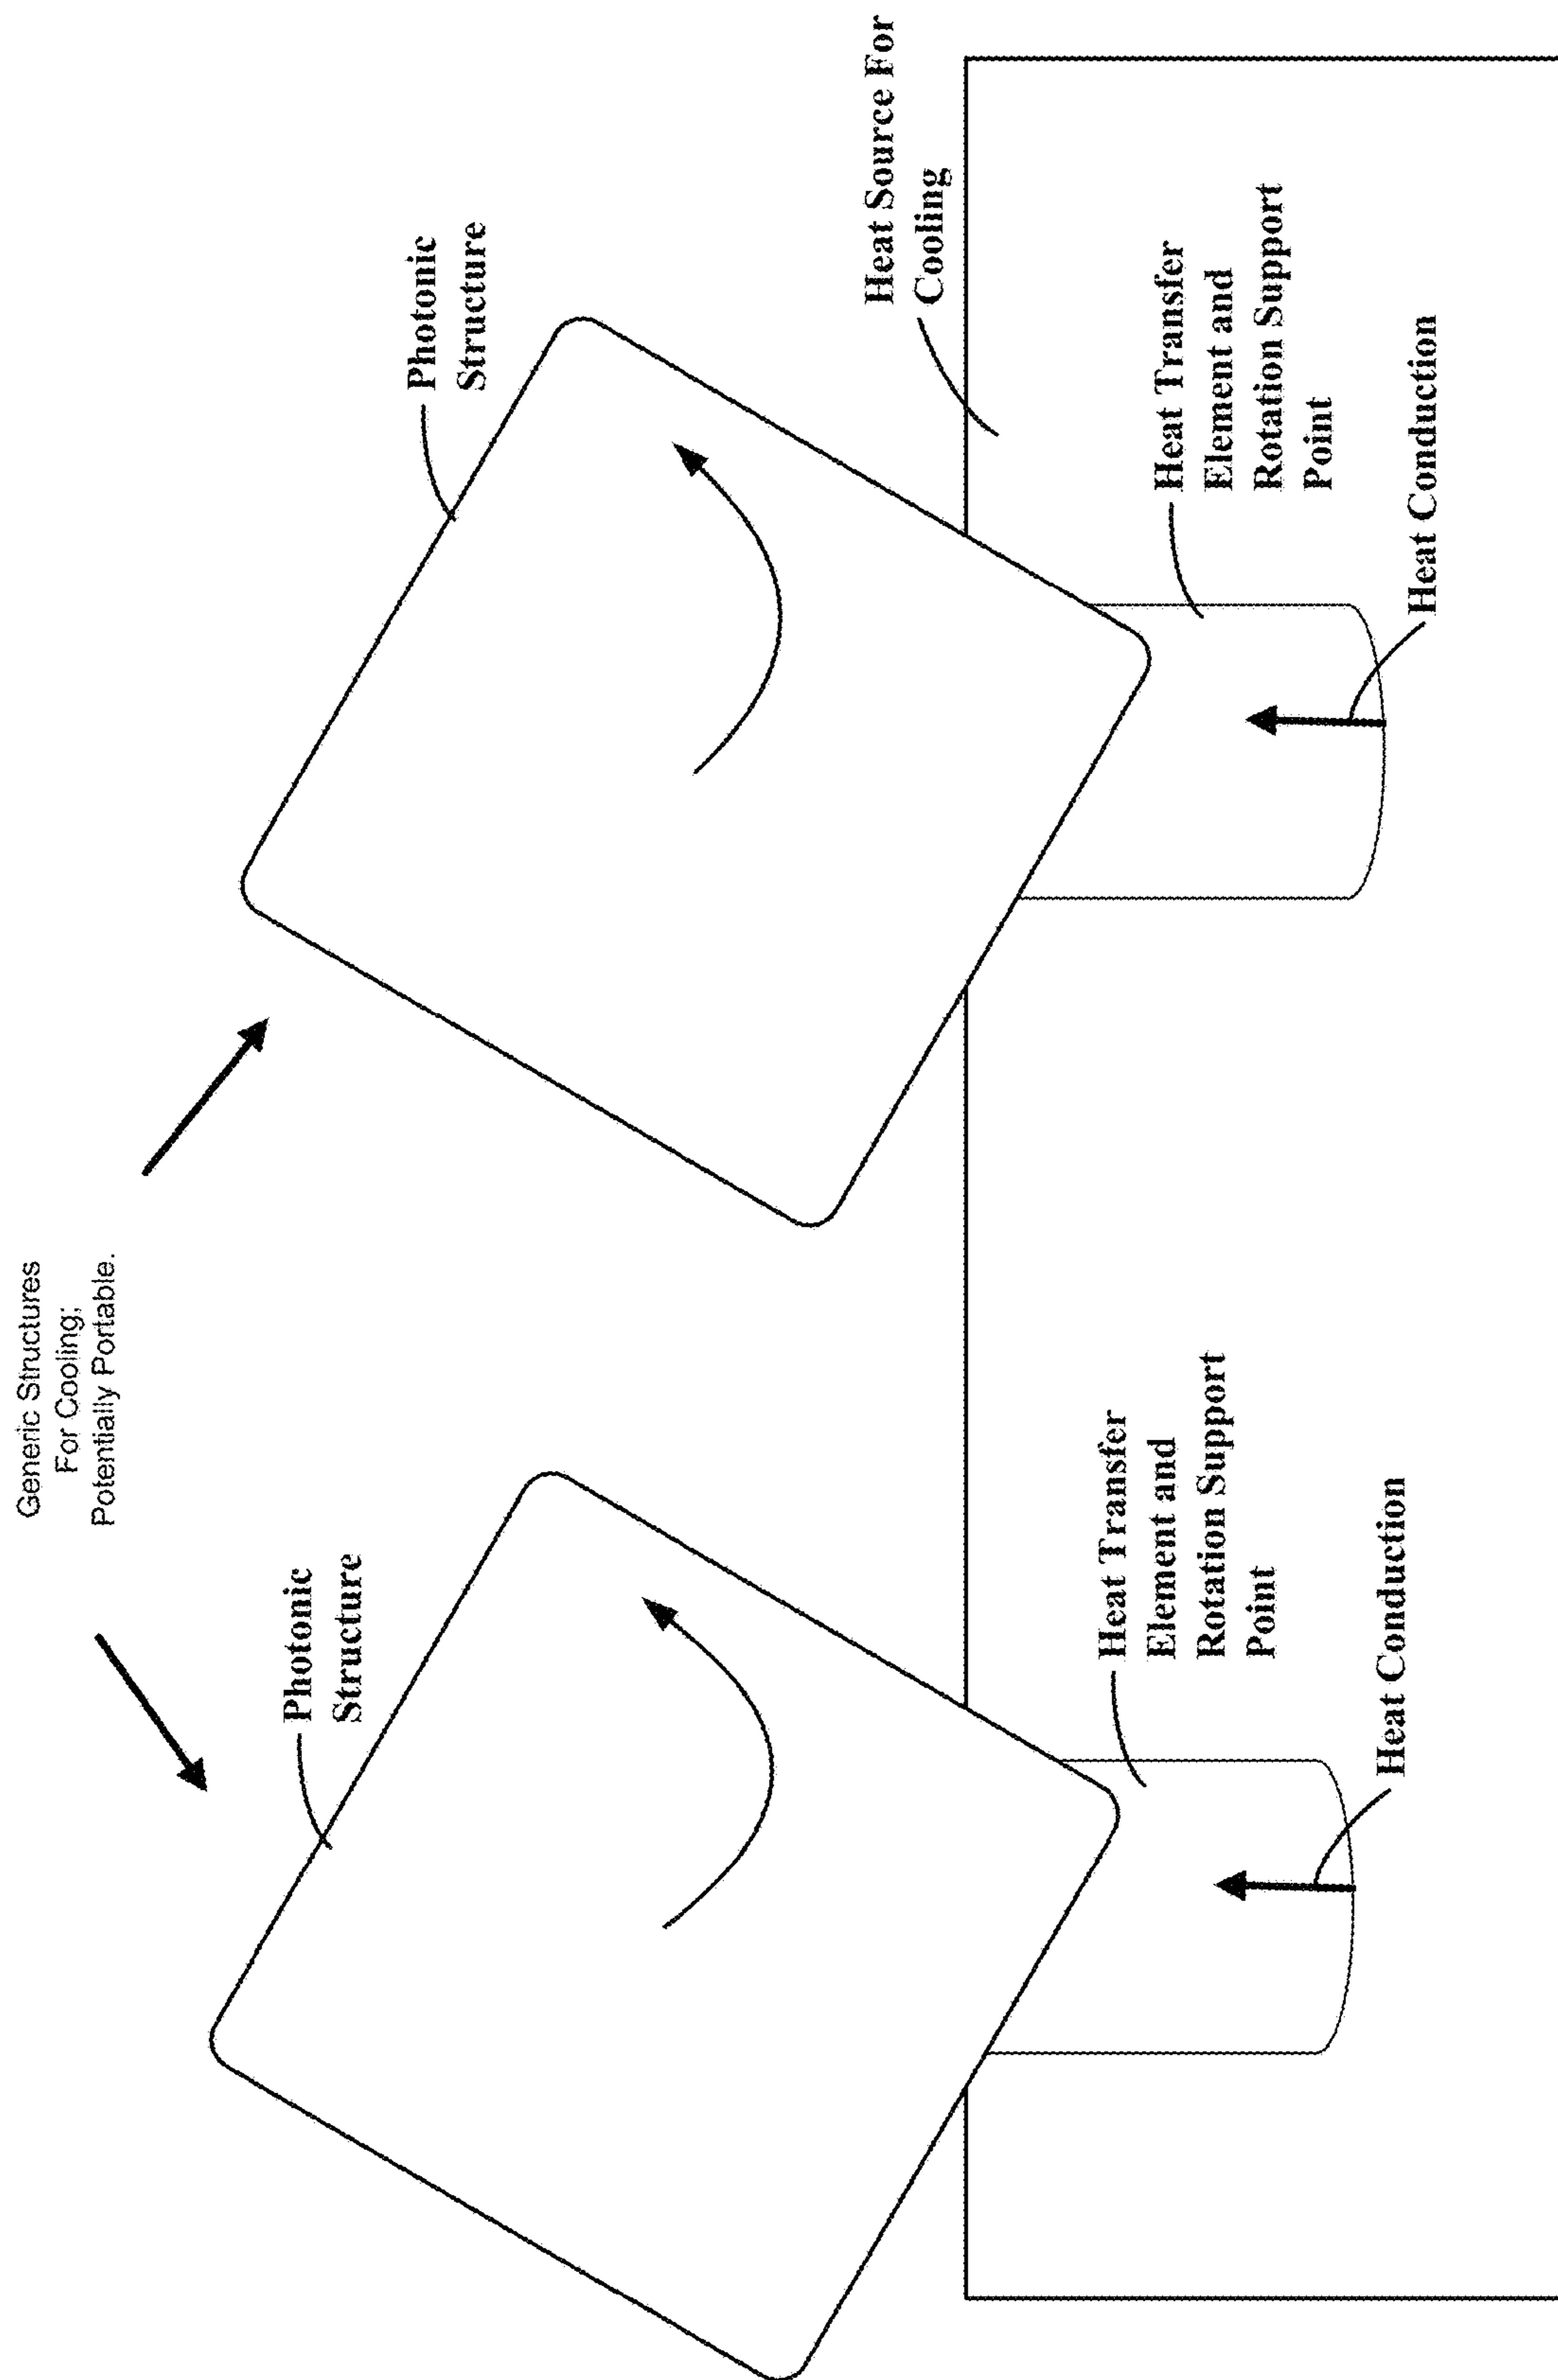 Generic Structures
For Cooling;
Potentially Portable.
Photonic
Structure
Photonic
Structure
Heat Source For
Cooling
Heat Transfer
Element and
Rotation Support
Point
Heat Conduction
Heat Transfer
Element and
Rotation Support
Point
Heat Conduction